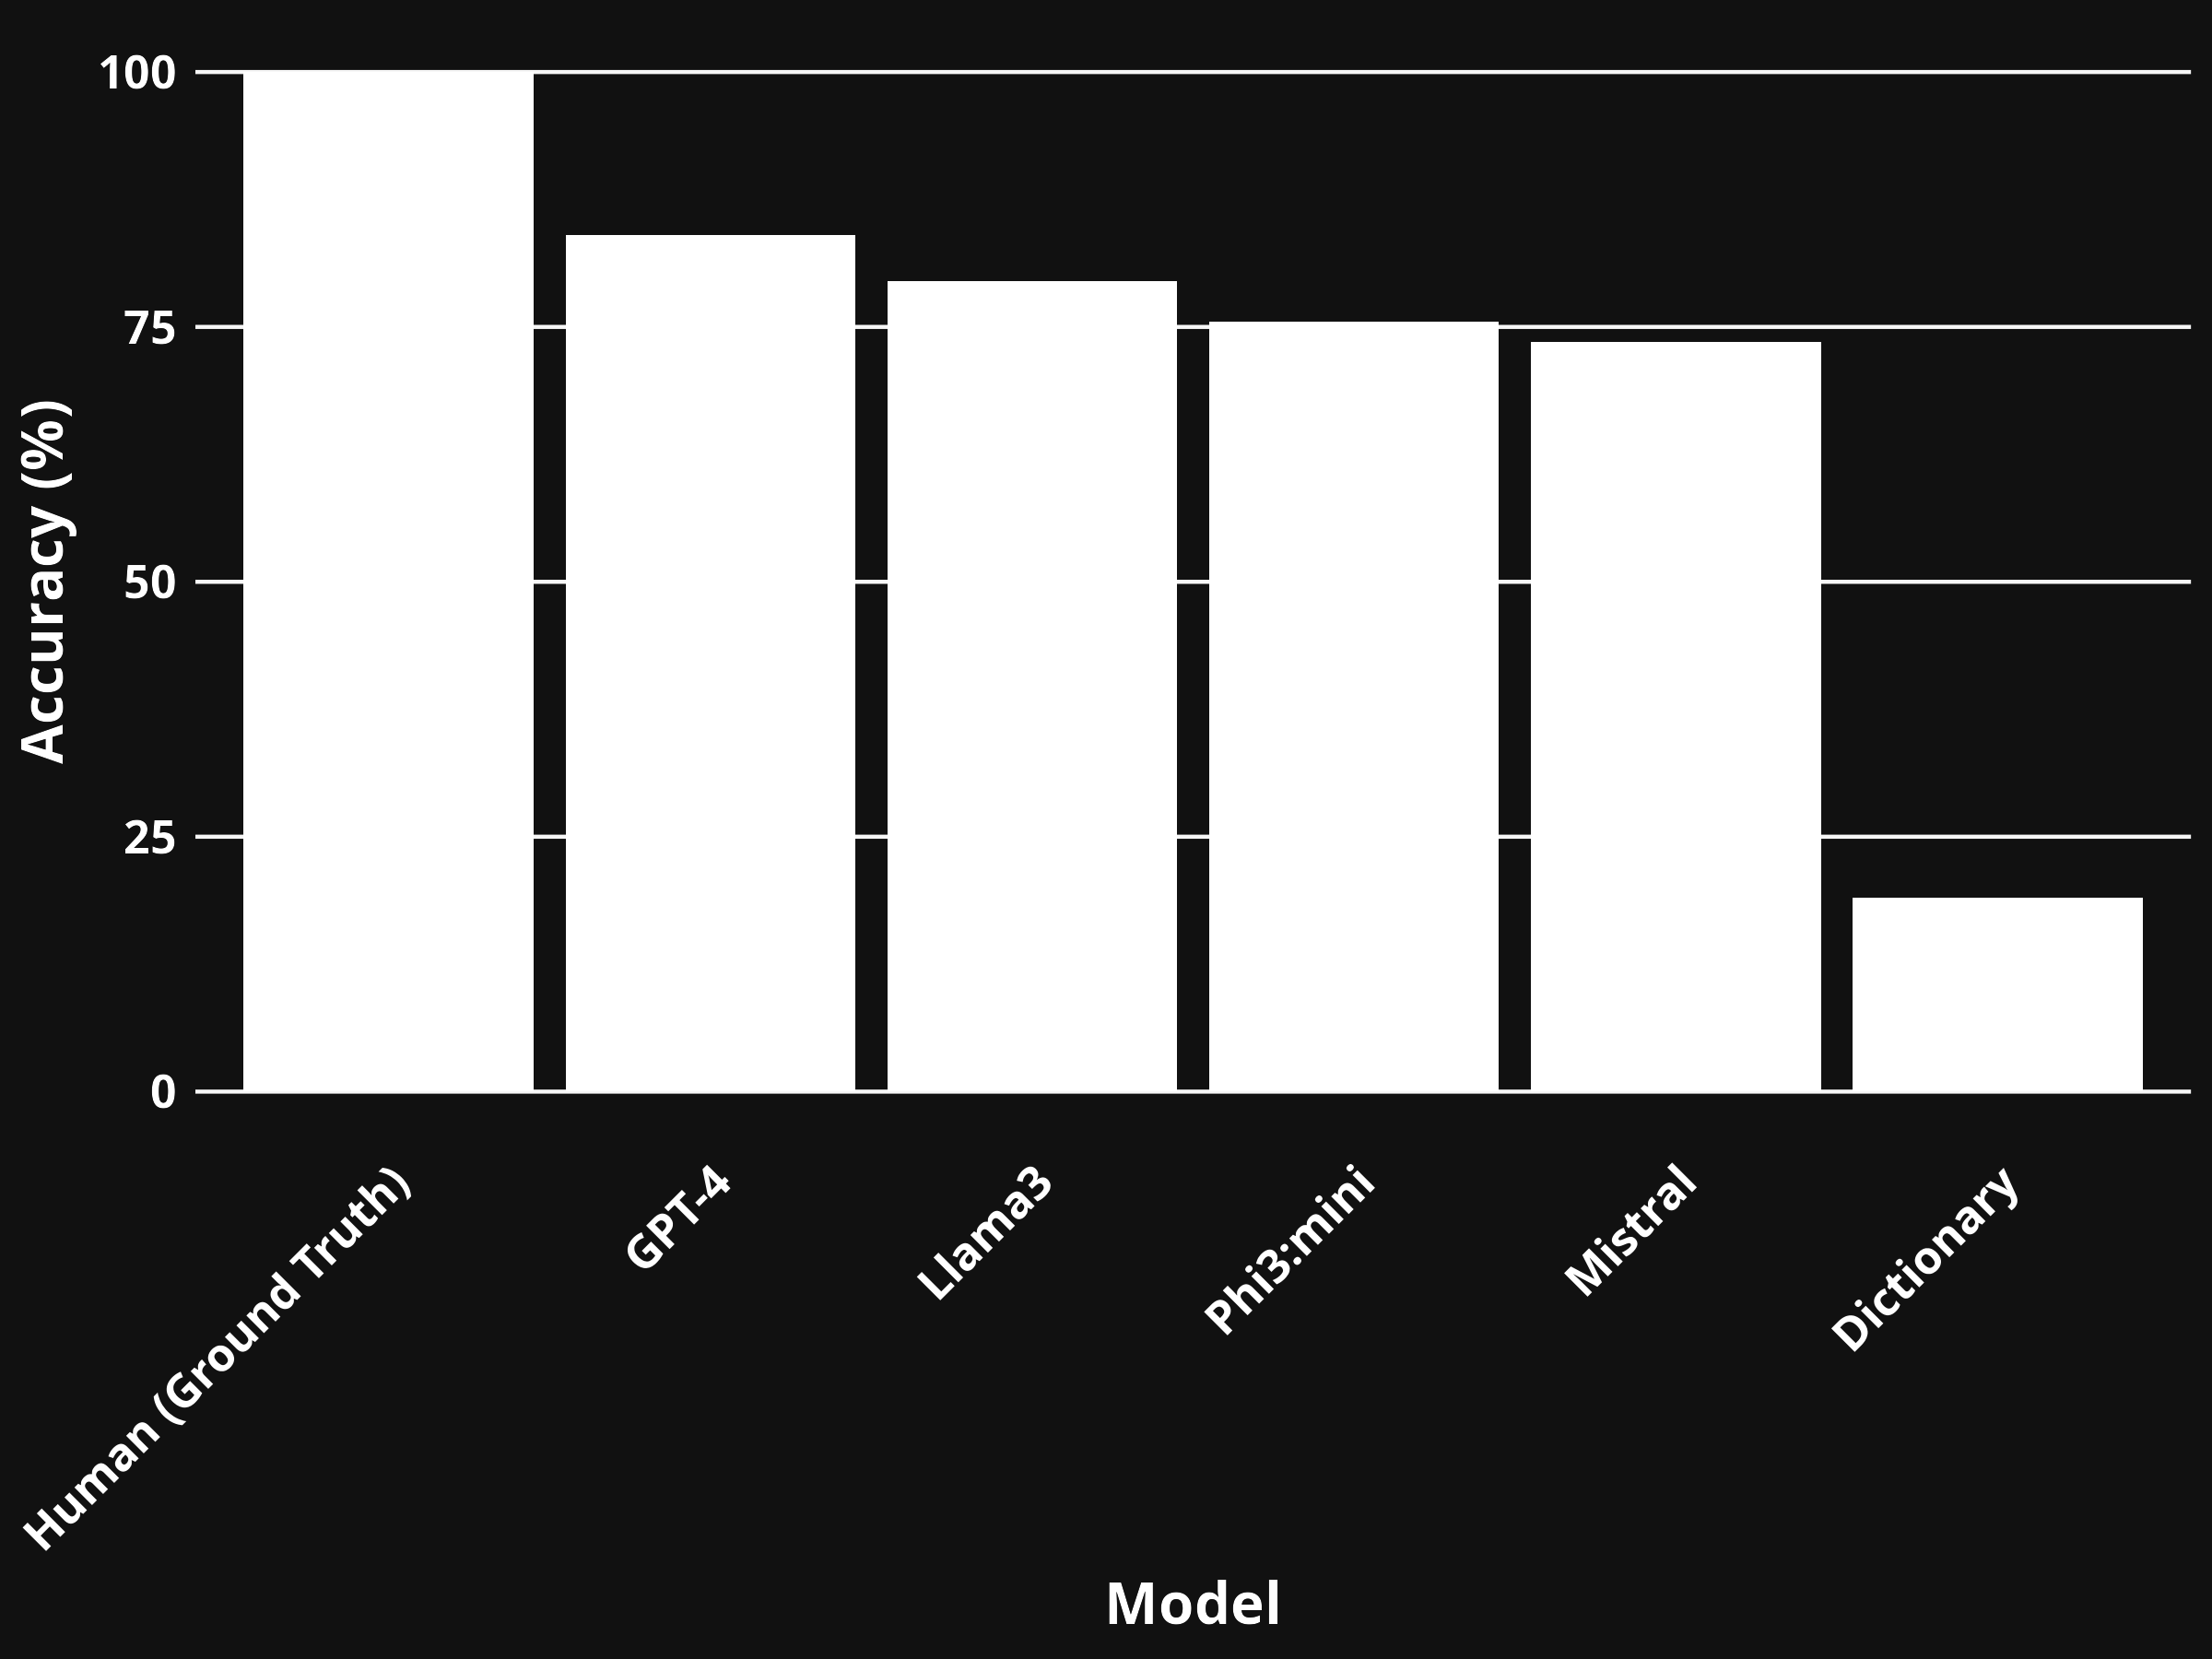 100
75
50
25
0
Accuracy (%)
Human (Ground Truth)
GPT-4
Llama3
Phi3:mini
Mistral
Dictionary
Model